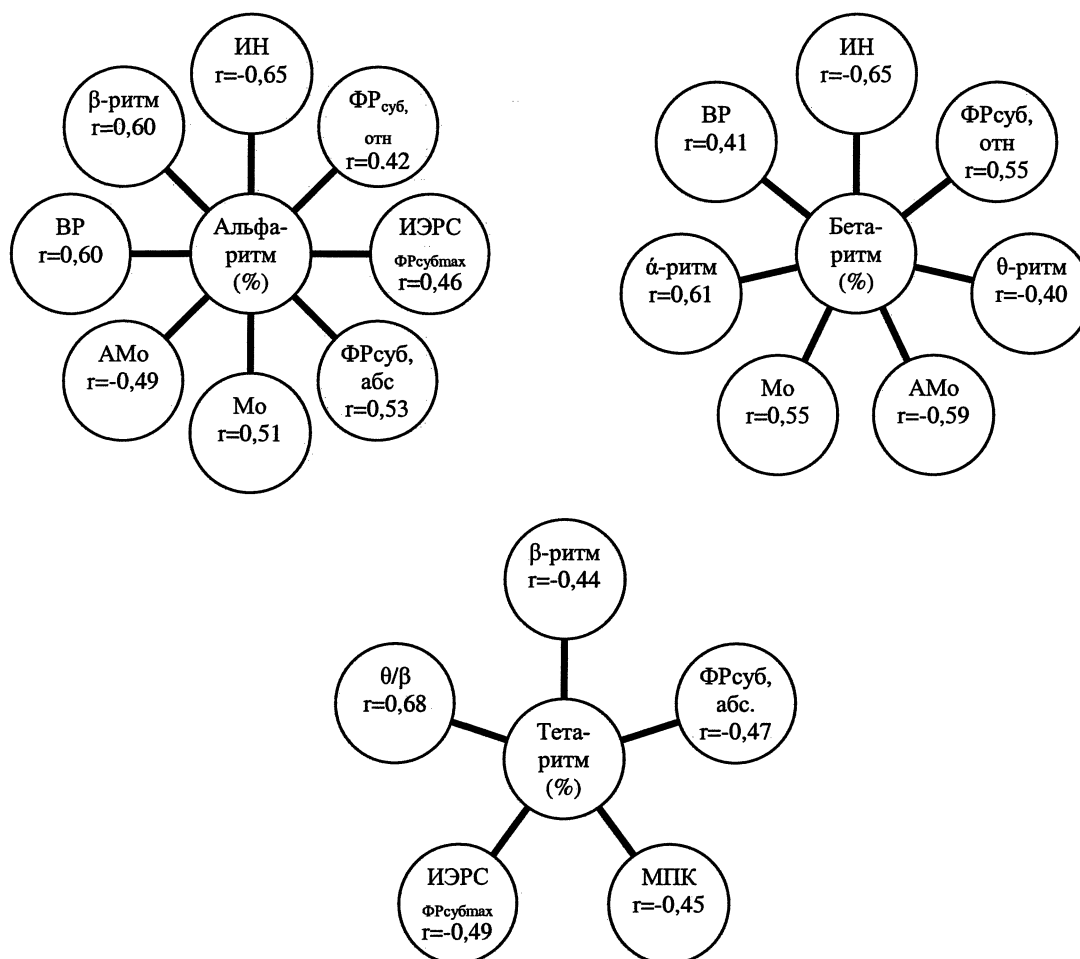 ИН
r=-0,65
ФРсуб,
отн
r=0.42
ИЭРС
ФРсубmax
r=0,46
ФРсуб,
абс
r=0,53
Мо
r=0,51
АМо
r=-0,49
ВР
r=0,60
β-ритм
r=0,60
Альфа-
ритм
(%)
ИН
r=-0,65
ФРсуб,
отн
r=0,55
θ-ритм
r=-0,40
АМо
r=-0,59
Мо
r=0,55
ά-ритм
r=0,61
ВР
r=0,41
Бета-
ритм
(%)
β-ритм
r=-0,44
ФРсуб,
абс.
r=-0,47
МПК
r=-0,45
ИЭРС
ФРсубmax
r=-0,49
θ/β
r=0,68
Тета-
ритм
(%)